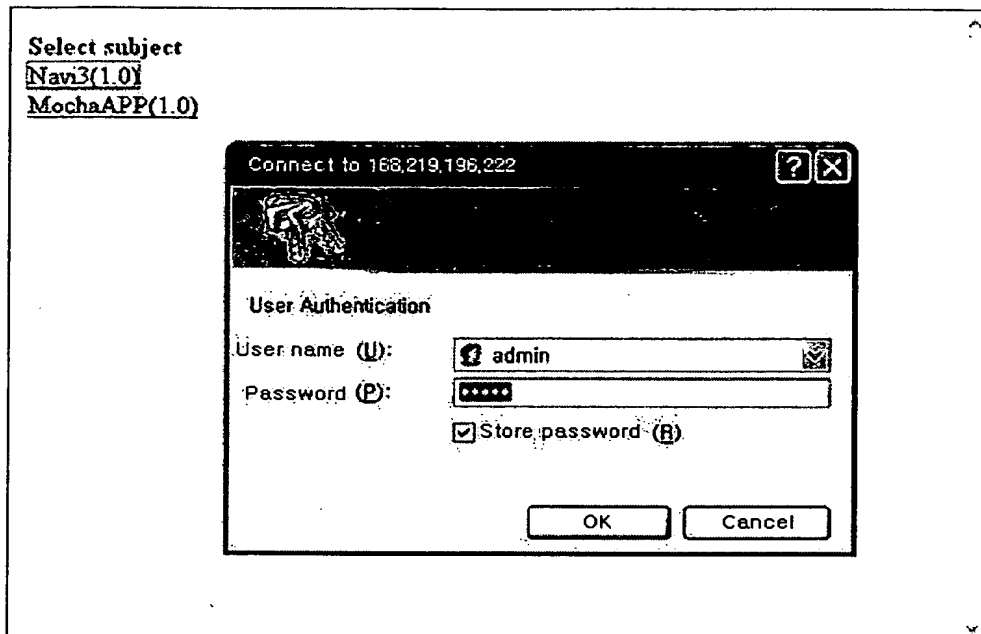 Select subject
Navi3(1.0)
MochaAPP(1.0)
Connect to 168,219,196,222
User Authentication
User name (U):
admin
Password (P):
Store password (R)
OK
Cancel